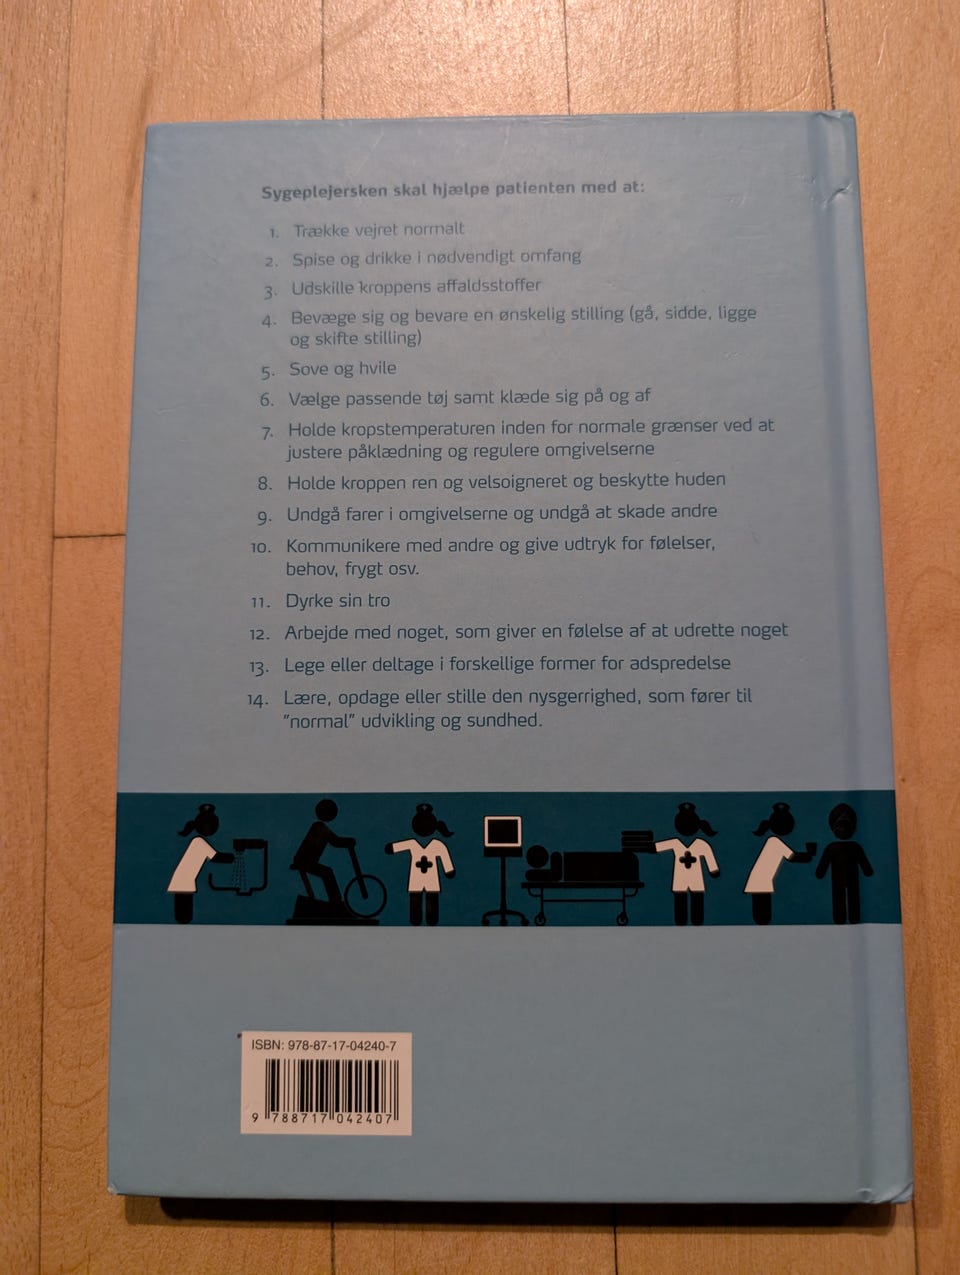 Sygeplejersken skal hjælpe patienten med at:
1. Trække vejret normalt
2. Spise og drikke i nødvendigt omfang
3. Udskille kroppens affaldsstoffer
4. Bevæge sig og bevare en ønskelig stilling (gå, sidde, ligge
og skifte stilling)
5. Sove og hvile
6. Vælge passende tøj samt klæde sig på og af
7. Holde kropstemperaturen inden for normale grænser ved at
justere påklædning og regulere omgivelserne
8. Holde kroppen ren og velsoigneret og beskytte huden
9. Undgå farer i omgivelserne og undgå at skade andre
10. Kommunikere med andre og give udtryk for følelser,
behov, frygt osv.
11. Dyrke sin tro
12. Arbejde med noget, som giver en følelse af at udrette noget
13. Lege eller deltage i forskellige former for adspredelse
14. Lære, opdage eller stille den nysgerrighed, som fører til
”normal” udvikling og sundhed.
ISBN: 978-87-17-04240-7
9 788717 042407